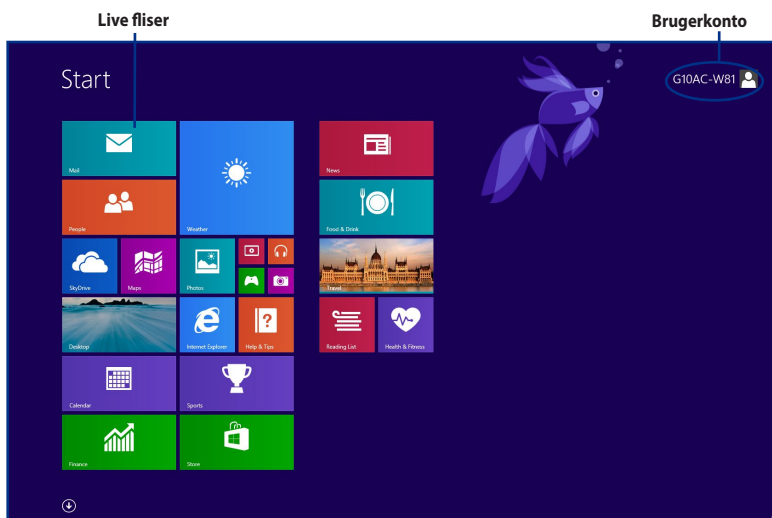 Live fliser
Brugerkonto
Start
G10AC-W81
Mail
Weather
News
People
Food & Drink
SkyDrive
Maps
Photos
Travel
Desktop
Internet Explorer
Help & Tips
Reading List
Health & Fitness
Calendar
Sports
Finance
Store